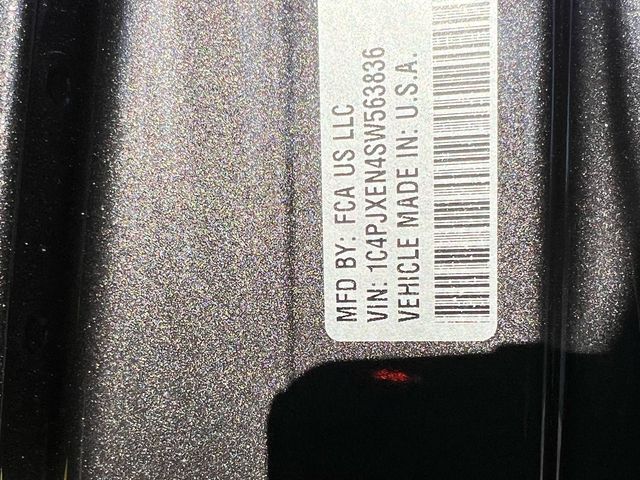 MFD BY: FCA US LLC
VIN: 1C4PJXEN4SW563836
VEHICLE MADE IN: U.S.A.